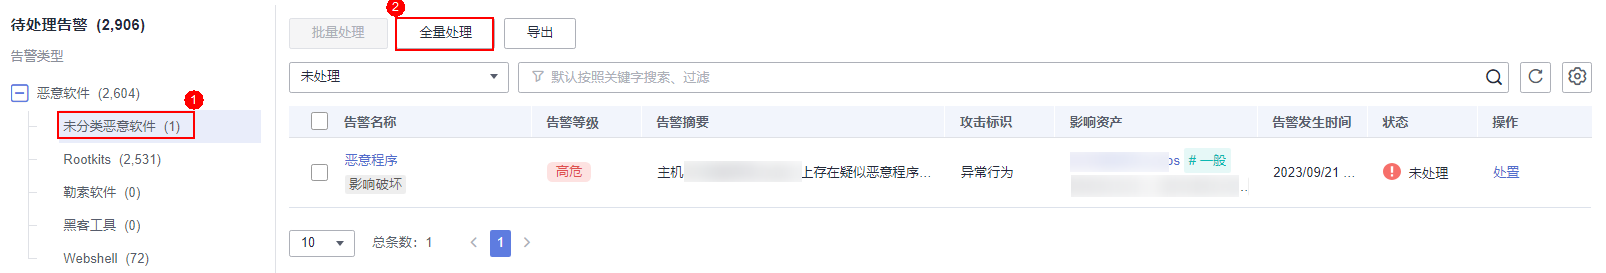 待处理告警 (2,906)
告警类型
恶意软件 (2,604)
1
未分类恶意软件 (1)
Rootkits (2,531)
勒索软件 (0)
黑客工具 (0)
Webshell (72)
2
批量处理 全量处理 导出
未处理 默认按照关键字搜索、过滤
告警名称 告警等级 告警摘要 攻击标识 影响资产 告警发生时间 状态 操作
恶意程序 os # 一般
高危 主机 上存在疑似恶意程序... 异常行为 2023/09/21 ... 未处理 处置
影响破坏 ...
10 总条数: 1 < 1 >